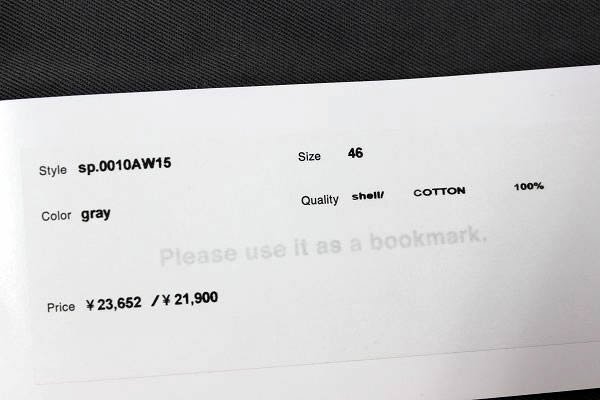 Style sp.0010AW15 Size 46
Color gray Quality shell/ COTTON 100%
Please use it as a bookmark.
Price ¥23,652 /¥21,900